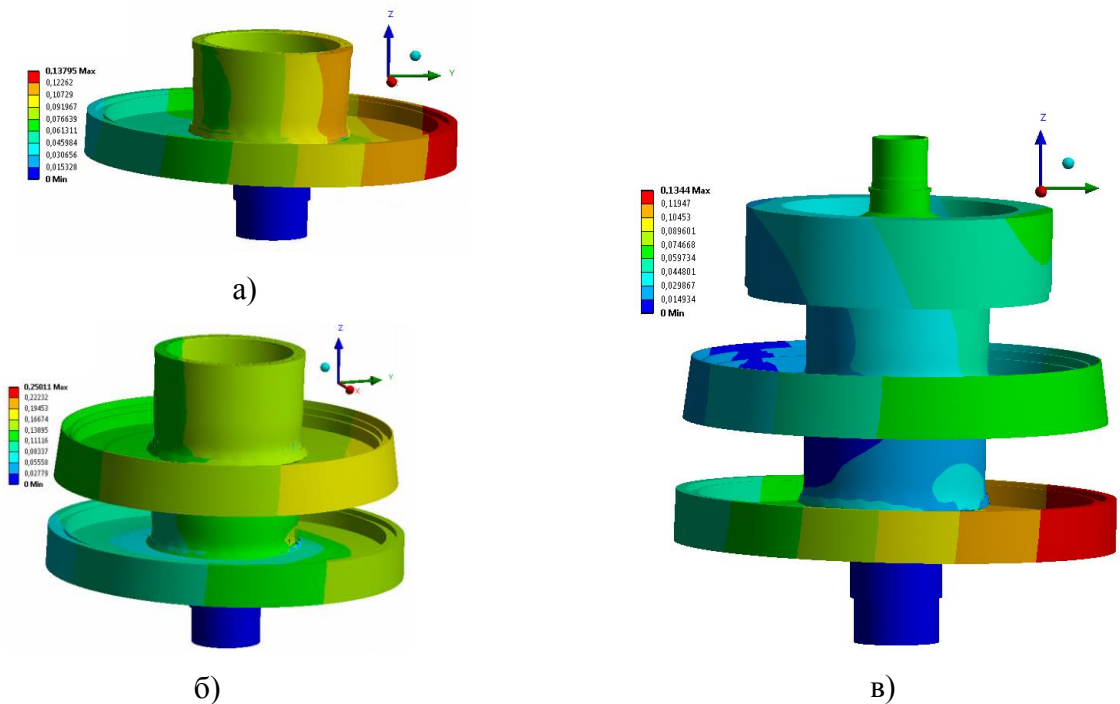 0,13795 Max
0,12262
0,10729
0,091967
0,076639
0,061311
0,045984
0,030656
0,015328
0 Min
Z
Y
а)
0,25011 Max
0,22232
0,19453
0,16674
0,13895
0,11116
0,08337
0,05558
0,02779
0 Min
Z
Y
X
б)
0,1344 Max
0,11947
0,10453
0,089601
0,074668
0,059734
0,044801
0,029867
0,014934
0 Min
Z
в)